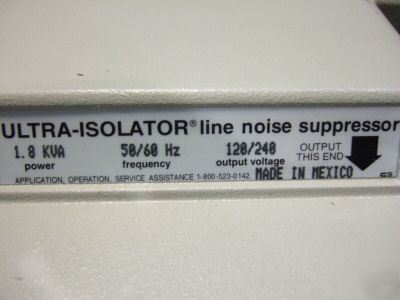 ULTRA-ISOLATOR® line noise suppressor
1.8 KVA 50/60 Hz 120/240 OUTPUT
power frequency output voltage THIS END
APPLICATION, OPERATION, SERVICE ASSISTANCE 1-800-523-0142. MADE IN MEXICO